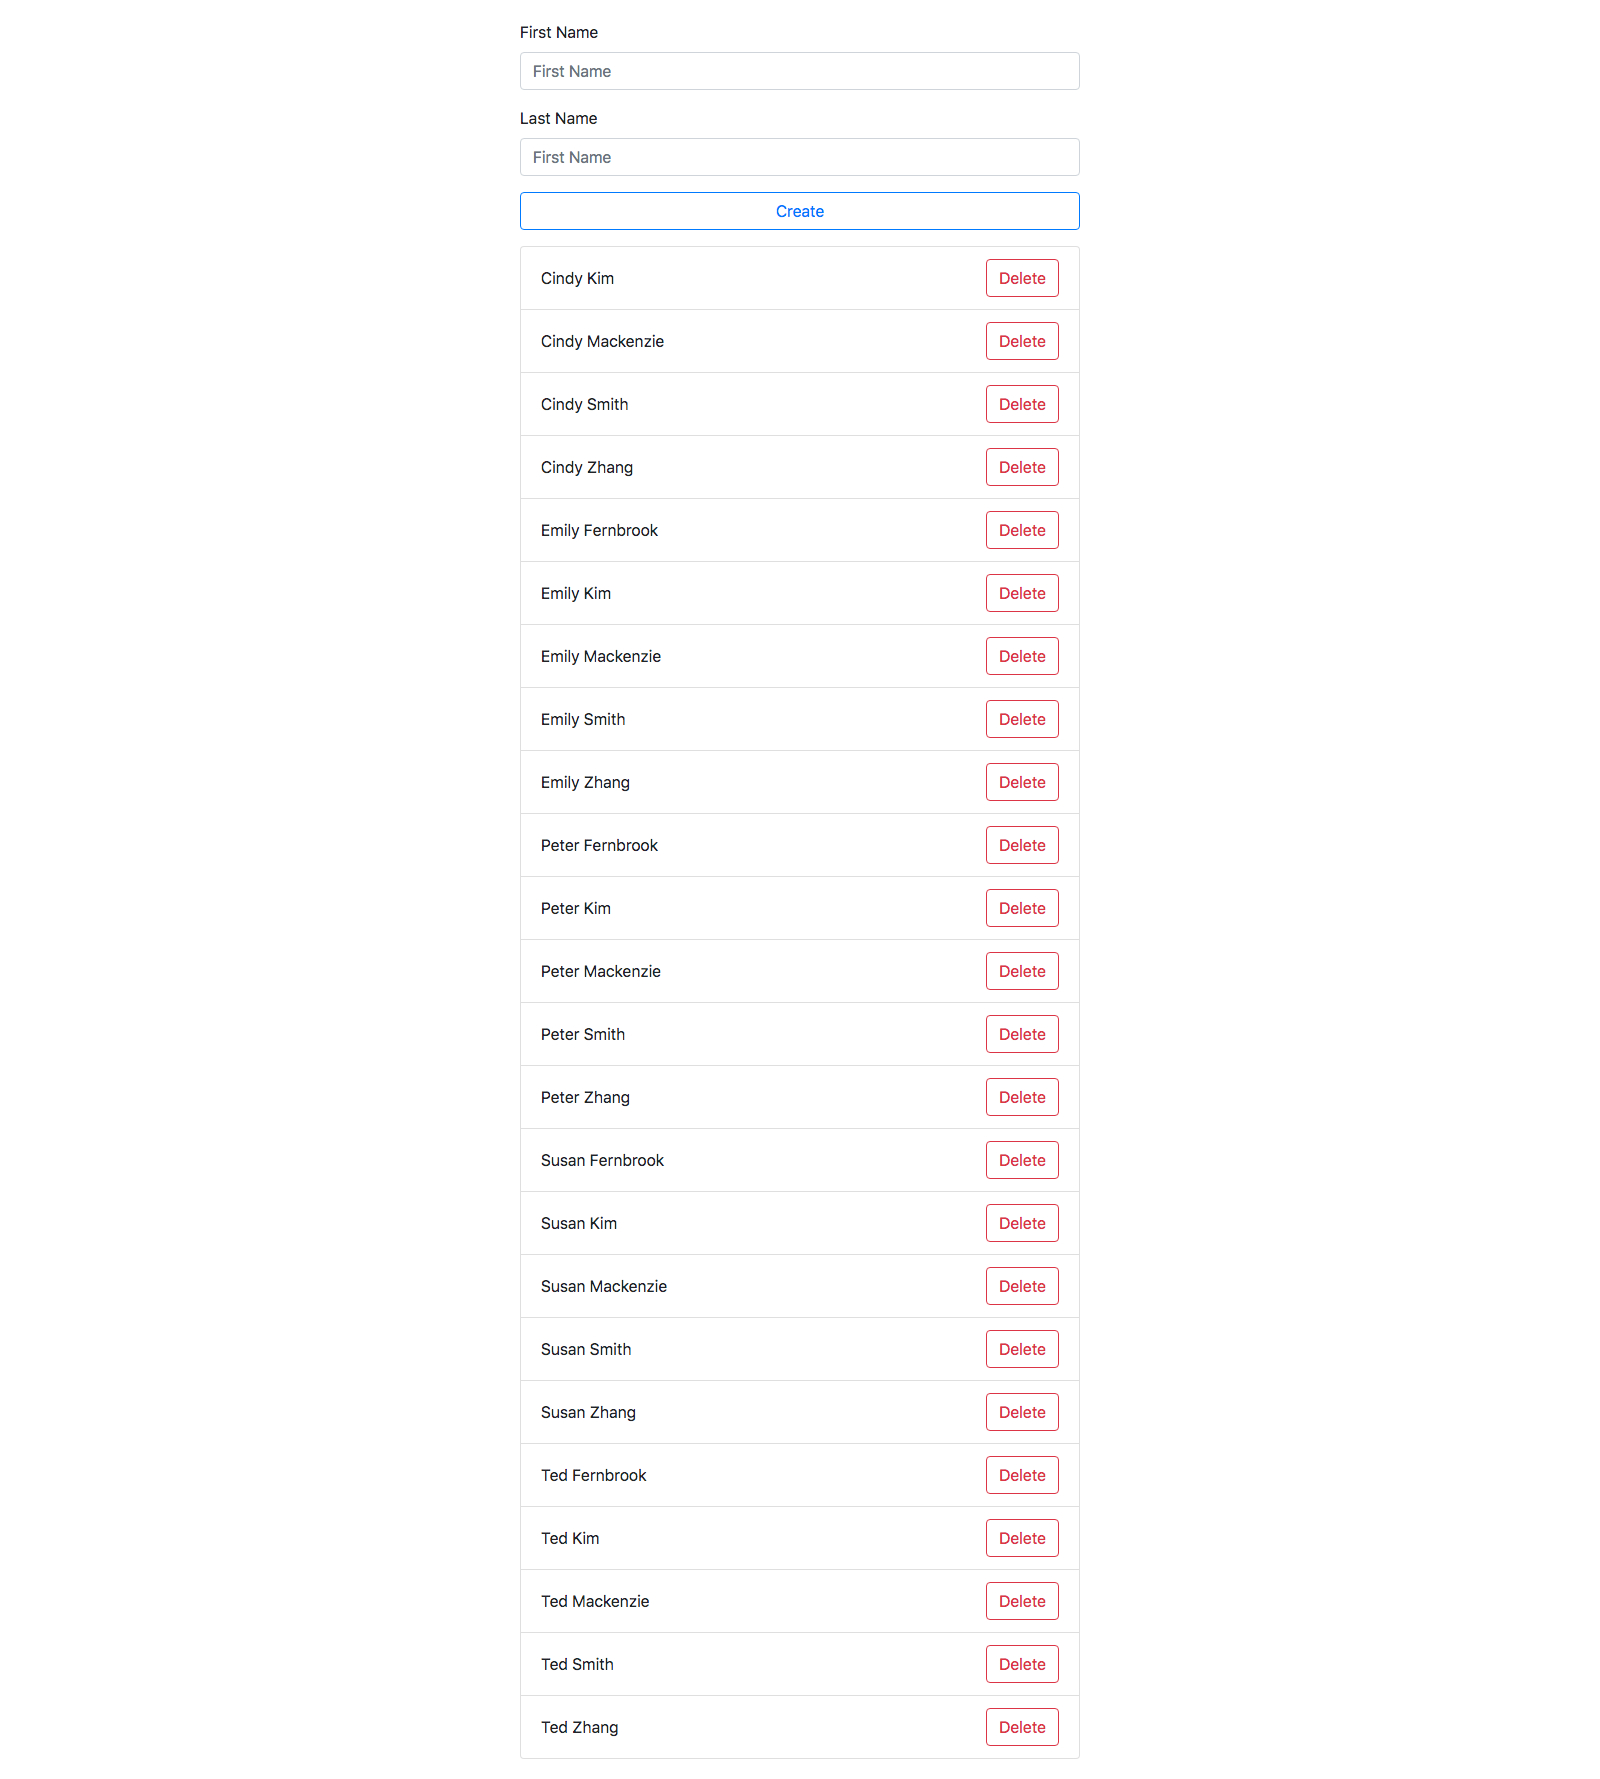 First Name
First Name
Last Name
First Name
Create
Cindy Kim Delete
Cindy Mackenzie Delete
Cindy Smith Delete
Cindy Zhang Delete
Emily Fernbrook Delete
Emily Kim Delete
Emily Mackenzie Delete
Emily Smith Delete
Emily Zhang Delete
Peter Fernbrook Delete
Peter Kim Delete
Peter Mackenzie Delete
Peter Smith Delete
Peter Zhang Delete
Susan Fernbrook Delete
Susan Kim Delete
Susan Mackenzie Delete
Susan Smith Delete
Susan Zhang Delete
Ted Fernbrook Delete
Ted Kim Delete
Ted Mackenzie Delete
Ted Smith Delete
Ted Zhang Delete